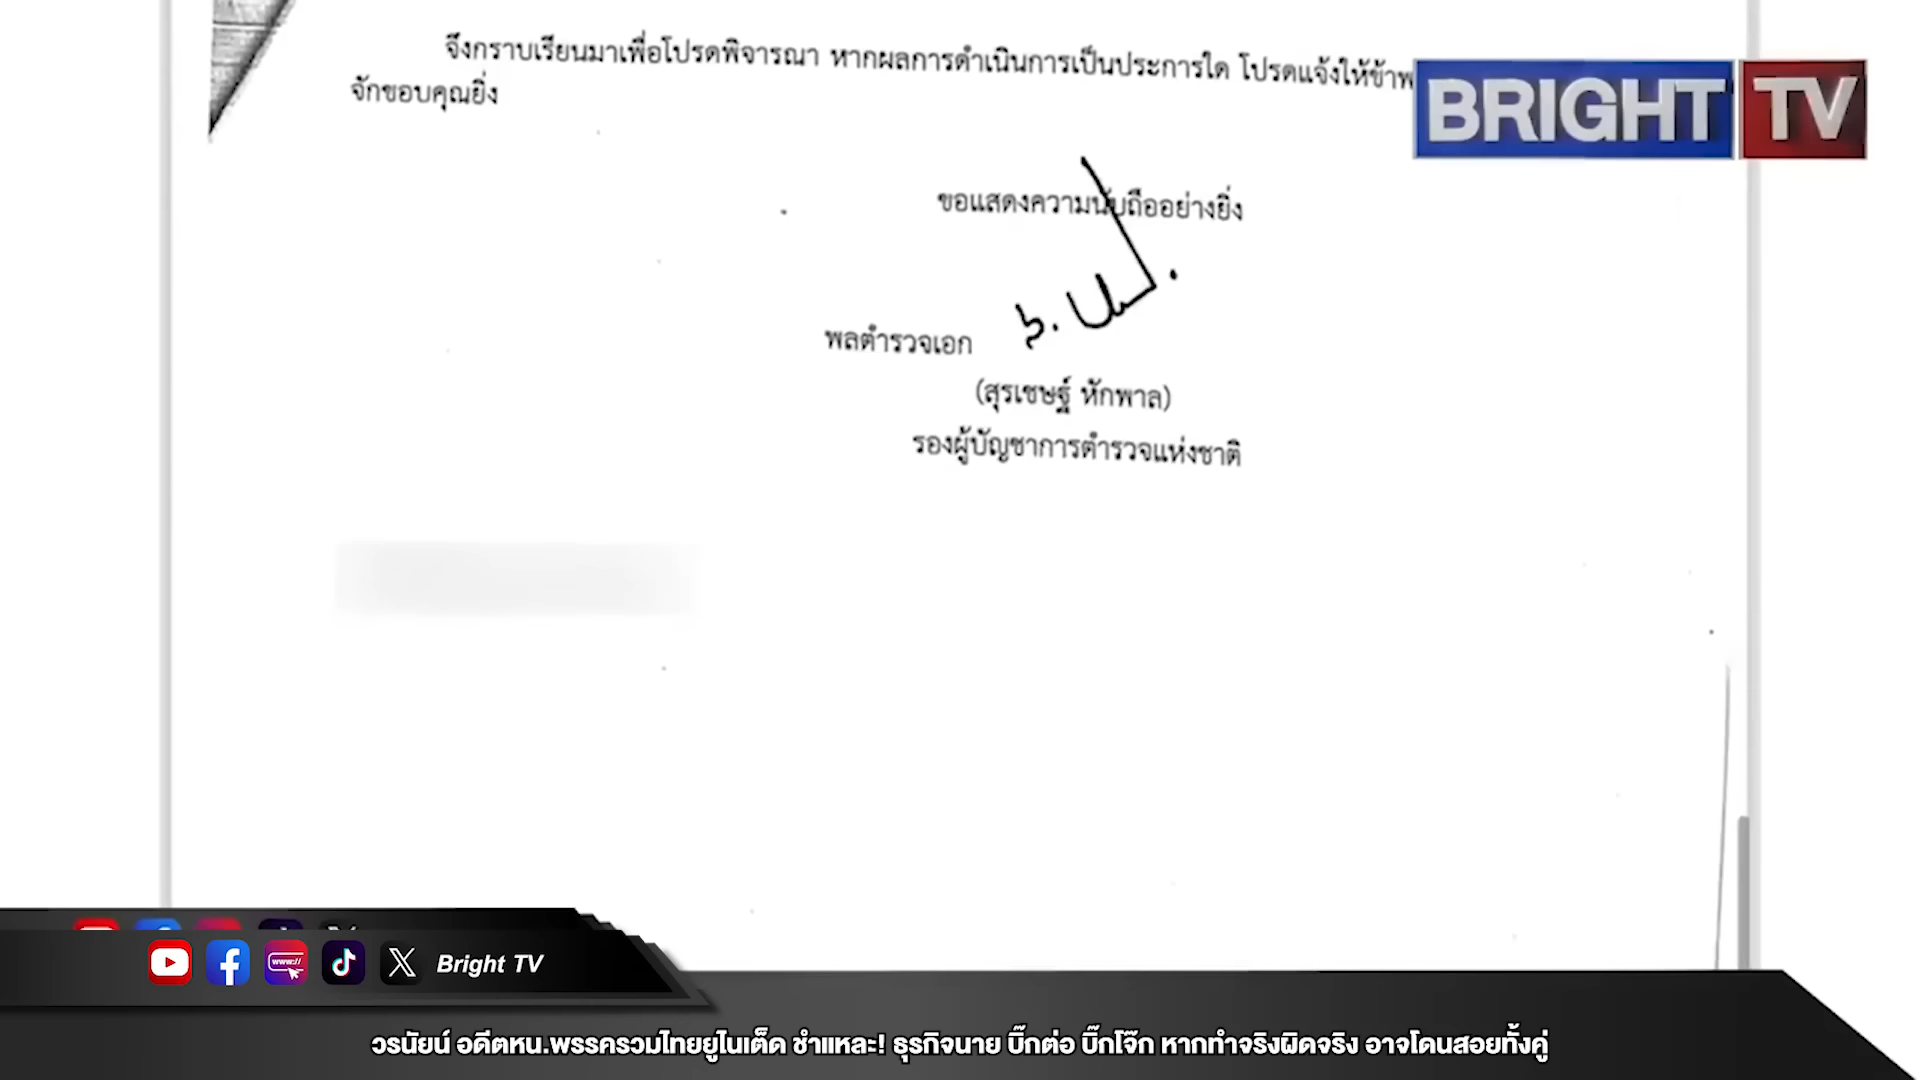 จึงกราบเรียนมาเพื่อโปรดพิจารณา หากผลการดำเนินการเป็นประการใด โปรดแจ้งให้ข้าพ
จักขอบคุณยิ่ง
BRIGHT TV
ขอแสดงความนับถืออย่างยิ่ง
พลตำรวจเอก
(สุรเชษฐ์ หักพาล)
รองผู้บัญชาการตำรวจแห่งชาติ
www://
Bright TV
วรนัยน์ อดีตหน.พรรครวมไทยยูไนเต็ด ชำแหละ! ธุรกิจนาย บิ๊กต่อ บิ๊กโจ๊ก หากทำจริงผิดจริง อาจโดนสอยทั้งคู่